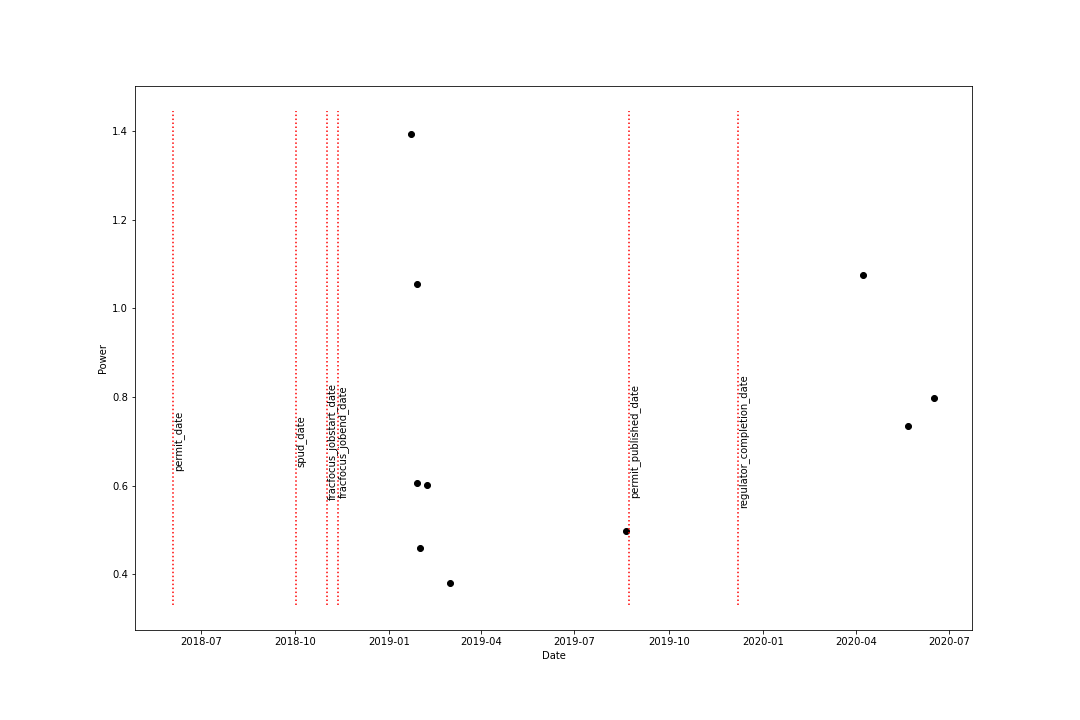 1.4
1.2
1.0
0.8
0.6
0.4
Power
permit_date
spud_date
fracfocus_jobstart_date
fracfocus_jobend_date
permit_published_date
regulator_completion_date
2018-07
2018-10
2019-01
2019-04
2019-07
2019-10
2020-01
2020-04
2020-07
Date